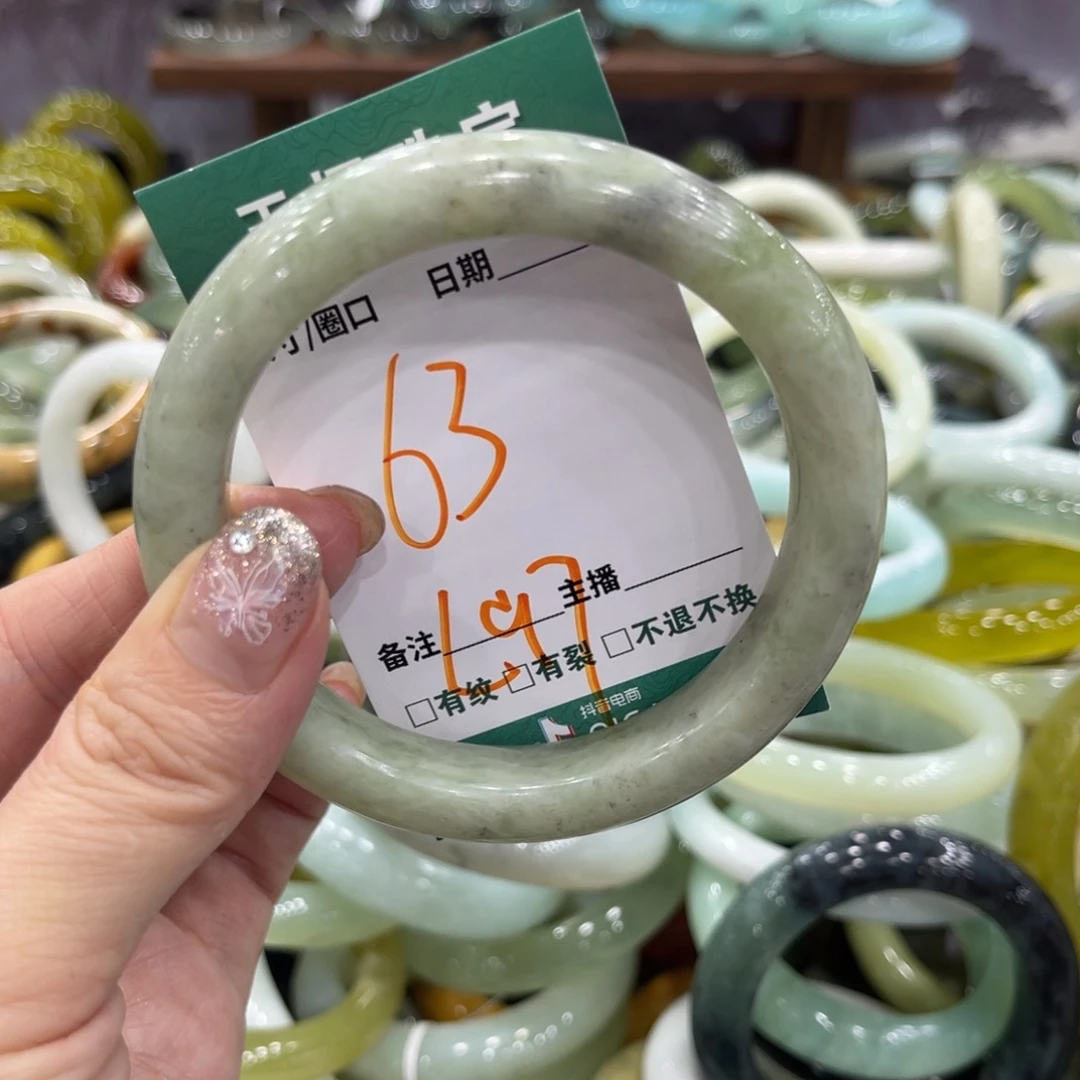 日期
/圈口
63
197
主播
备注
□有纹 □有裂 □不退不换
抖音电商